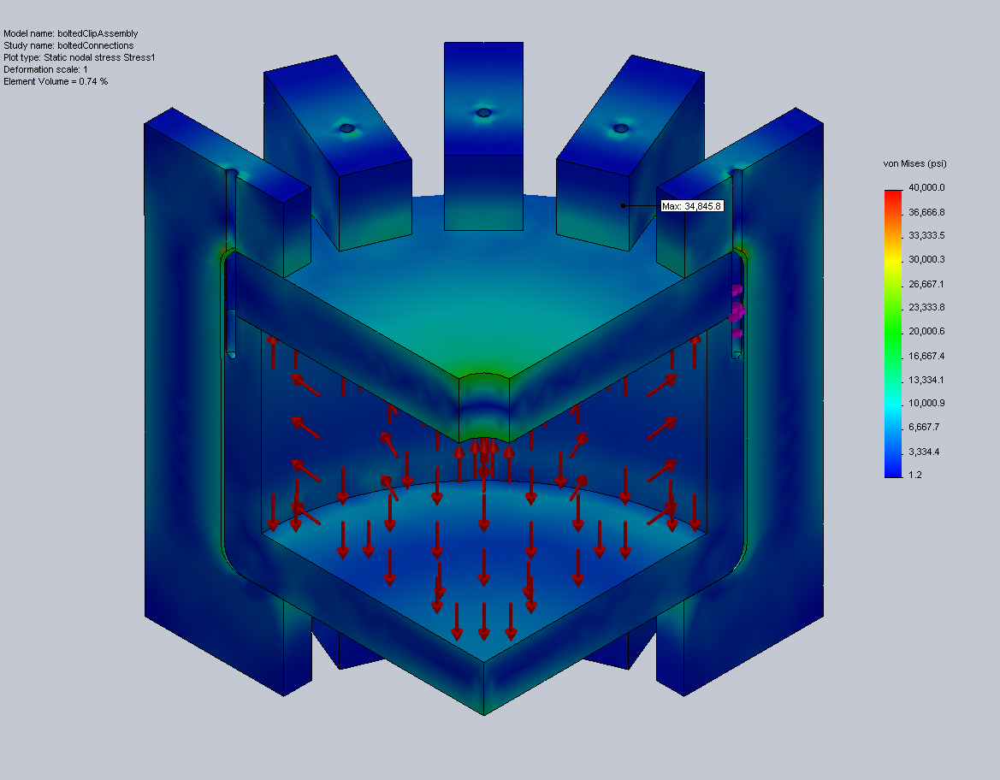 Model name: boltedClipAssembly
Study name: boltedConnections
Plot type: Static nodal stress Stress1
Deformation scale: 1
Element Volume = 0.74 %
von Mises (psi)
40,000.0
36,666.8
33,333.5
30,000.3
26,667.1
23,333.8
20,000.6
16,667.4
13,334.1
10,000.9
6,667.7
3,334.4
1.2
Max: 34,845.8